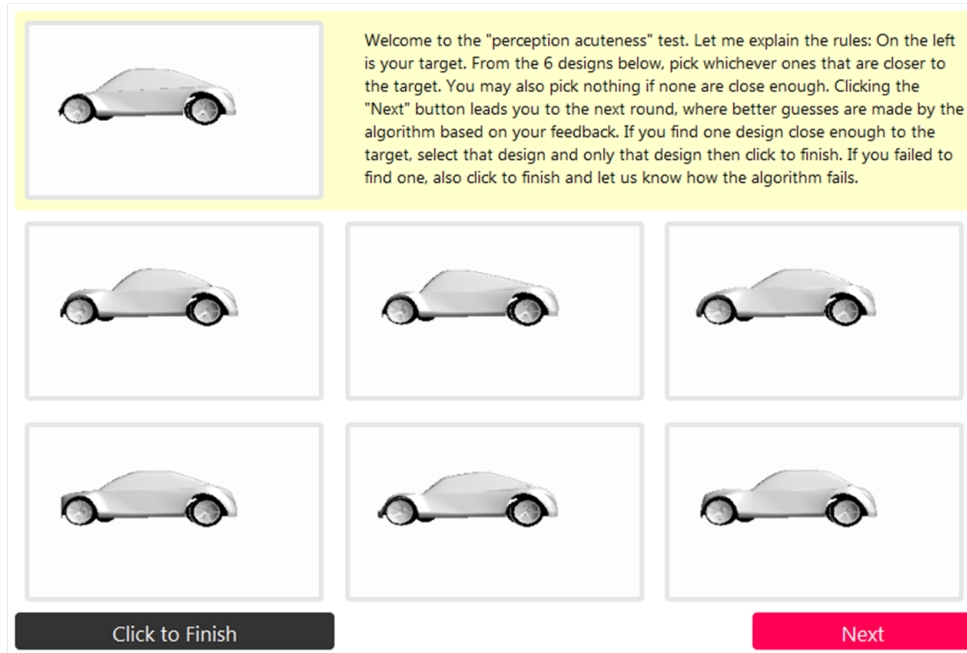 Welcome to the "perception acuteness" test. Let me explain the rules: On the left
is your target. From the 6 designs below, pick whichever ones that are closer to
the target. You may also pick nothing if none are close enough. Clicking the
"Next" button leads you to the next round, where better guesses are made by the
algorithm based on your feedback. If you find one design close enough to the
target, select that design and only that design then click to finish. If you failed to
find one, also click to finish and let us know how the algorithm fails.
Click to Finish
Next